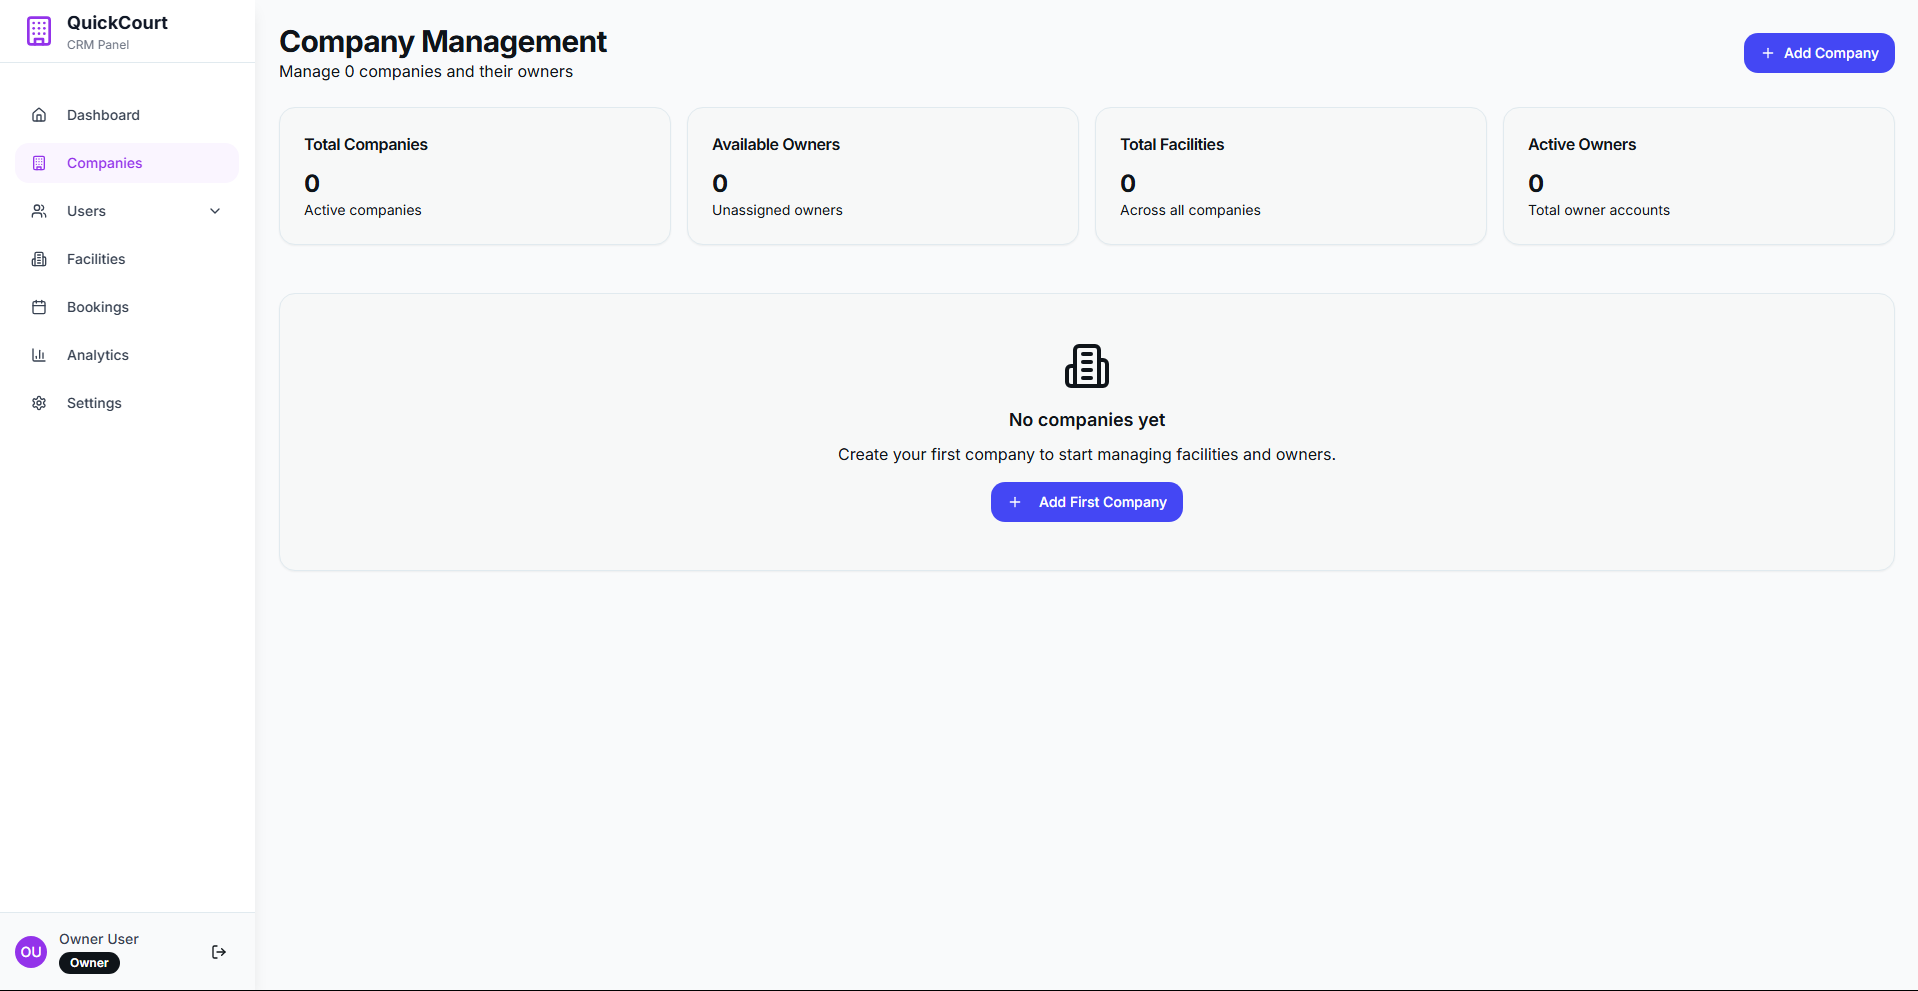 QuickCourt
CRM Panel
Dashboard
Companies
Users
Facilities
Bookings
Analytics
Settings
OU
Owner User
Owner
Company Management
Manage 0 companies and their owners
Add Company
Total Companies
0
Active companies
Available Owners
0
Unassigned owners
Total Facilities
0
Across all companies
Active Owners
0
Total owner accounts
No companies yet
Create your first company to start managing facilities and owners.
Add First Company